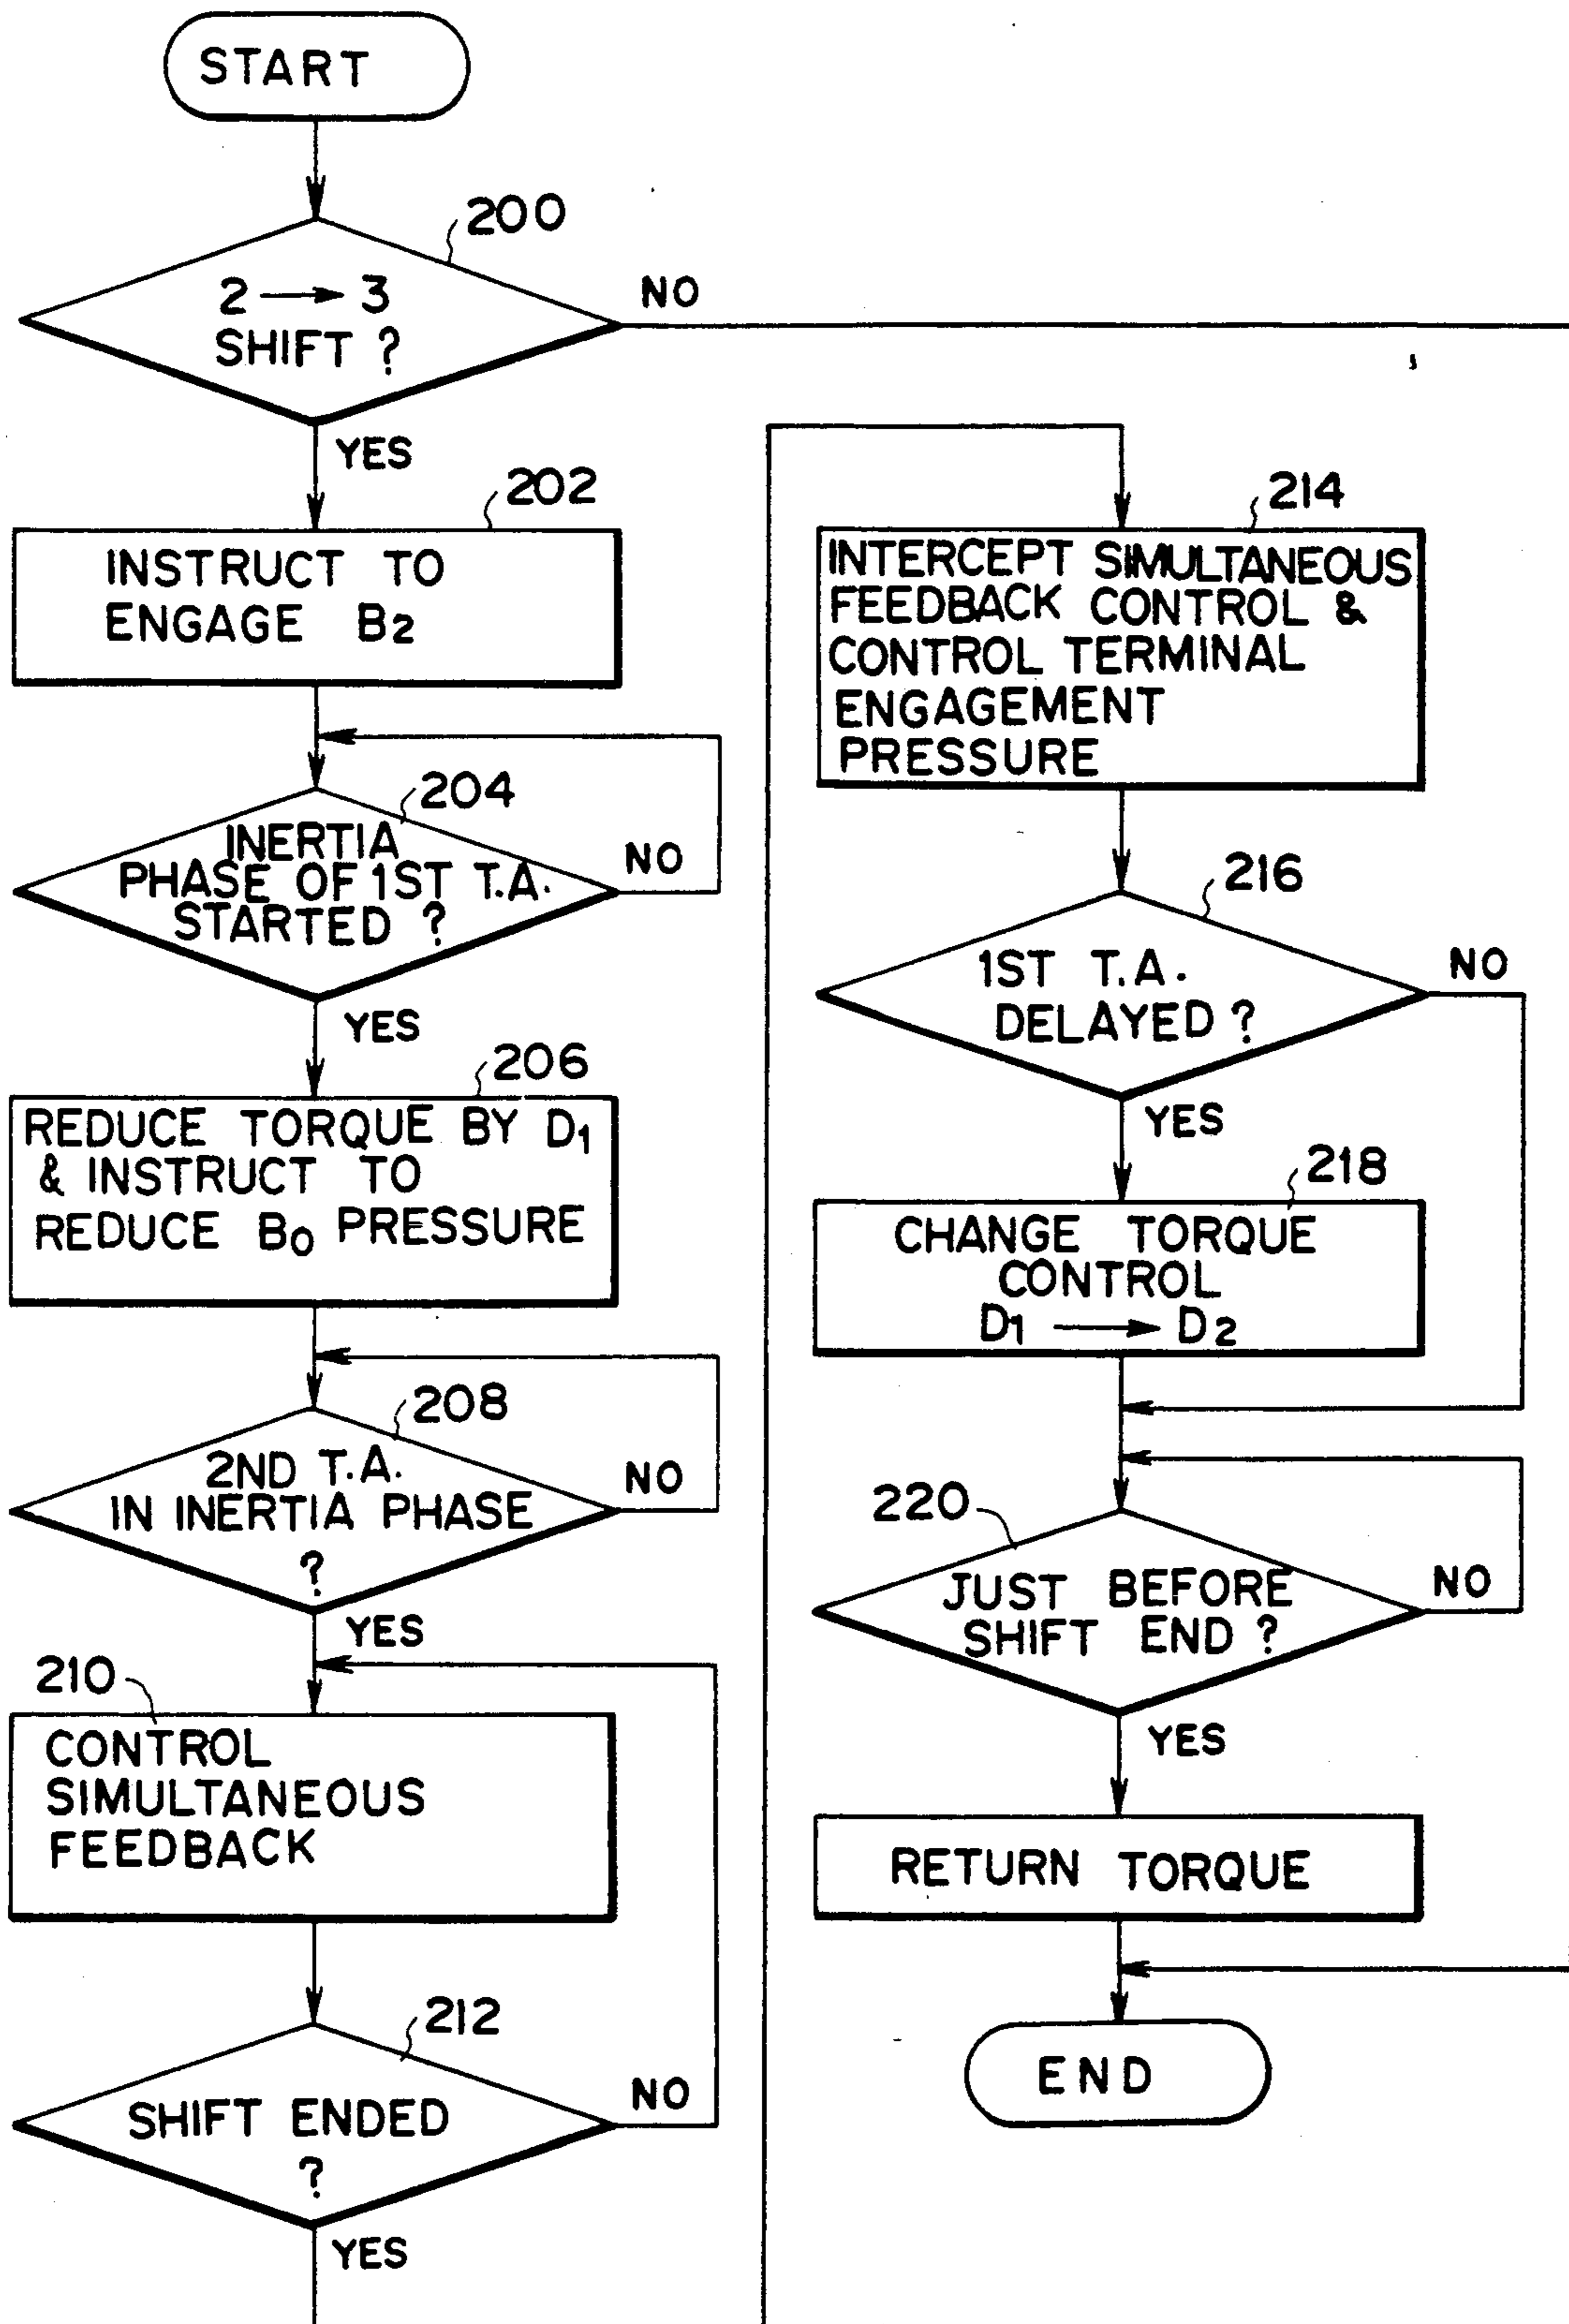 START
200
2 → 3
SHIFT ?
NO
YES
202
INSTRUCT TO
ENGAGE B2
204
INERTIA
PHASE OF 1ST T.A.
STARTED ?
NO
YES
206
REDUCE TORQUE BY D1
& INSTRUCT TO
REDUCE B0 PRESSURE
208
2ND T.A.
IN INERTIA PHASE
?
NO
YES
210
CONTROL
SIMULTANEOUS
FEEDBACK
212
SHIFT ENDED
?
NO
YES
214
INTERCEPT SIMULTANEOUS
FEEDBACK CONTROL &
CONTROL TERMINAL
ENGAGEMENT
PRESSURE
216
1ST T.A.
DELAYED ?
NO
YES
218
CHANGE TORQUE
CONTROL
D1 → D2
220
JUST BEFORE
SHIFT END ?
NO
YES
RETURN TORQUE
END